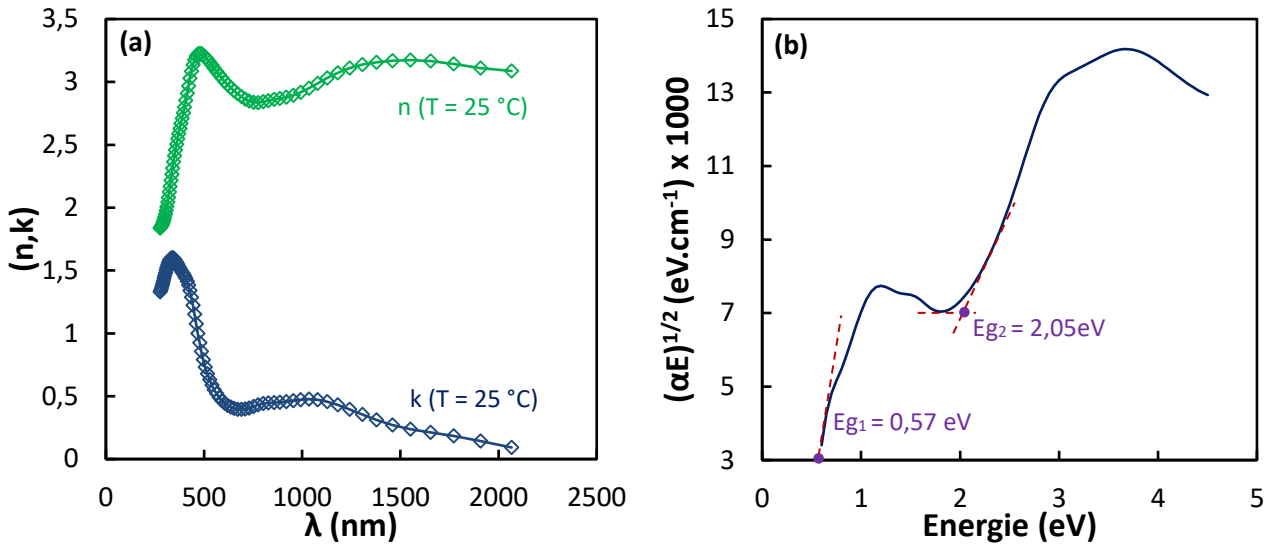 (a)
3,5
3
2,5
2
1,5
1
0,5
0
(n,k)
n (T = 25 °C)
k (T = 25 °C)
0
500
1000
1500
2000
2500
λ (nm)
(b)
15
13
11
9
7
5
3
(αE)1/2 (eV.cm-1) x 1000
Eg2 = 2,05eV
Eg1 = 0,57 eV
0
1
2
3
4
5
Energie (eV)